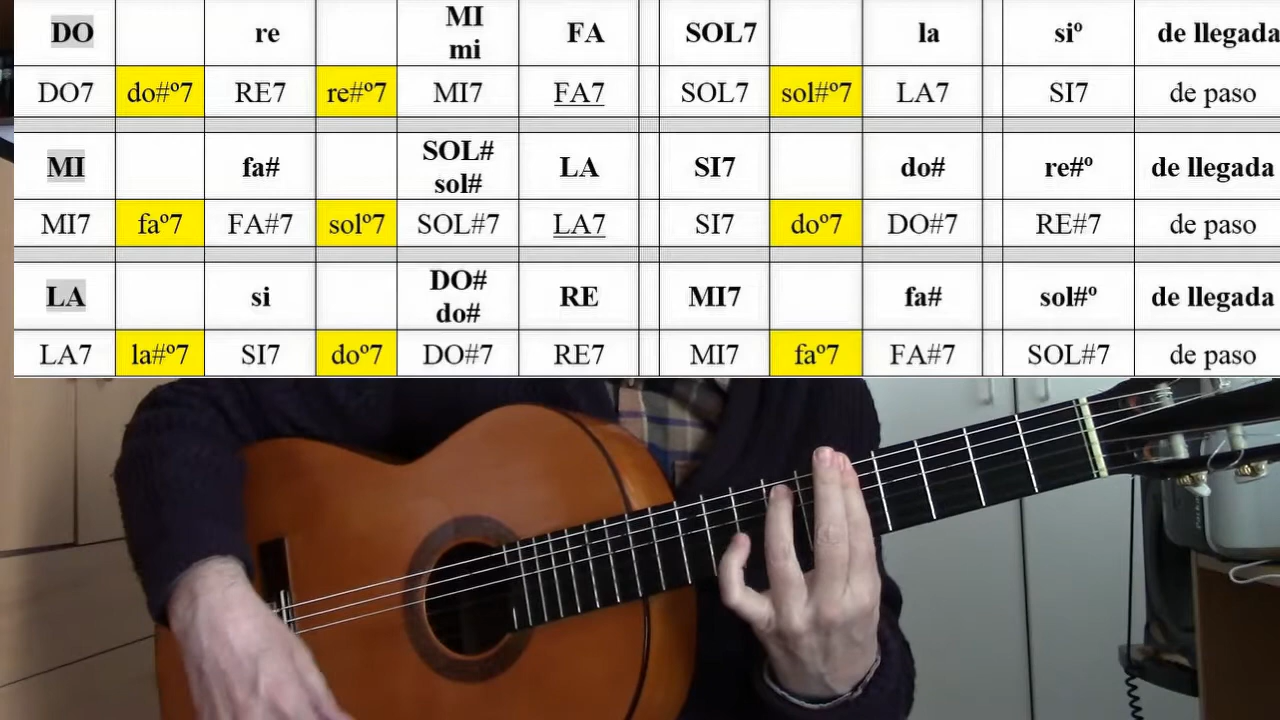 DO re MI mi FA SOL7 la siº de llegada
DO7 do#º7 RE7 re#º7 MI7 FA7 SOL7 sol#º7 LA7 SI7 de paso
MI fa# SOL# sol# LA SI7 do# re#º de llegada
MI7 faº7 FA#7 solº7 SOL#7 LA7 SI7 doº7 DO#7 RE#7 de paso
LA si DO# do# RE MI7 fa# sol#º de llegada
LA7 la#º7 SI7 doº7 DO#7 RE7 MI7 faº7 FA#7 SOL#7 de paso